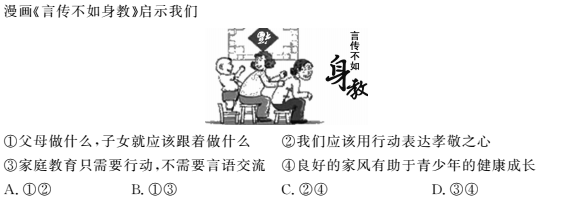 漫画《言传不如身教》启示我们
福
言传不如
身教
①父母做什么,子女就应该跟着做什么 ②我们应该用行动表达孝敬之心
③家庭教育只需要行动,不需要言语交流 ④良好的家风有助于青少年的健康成长
A. ①② B. ①③ C. ②④ D. ③④